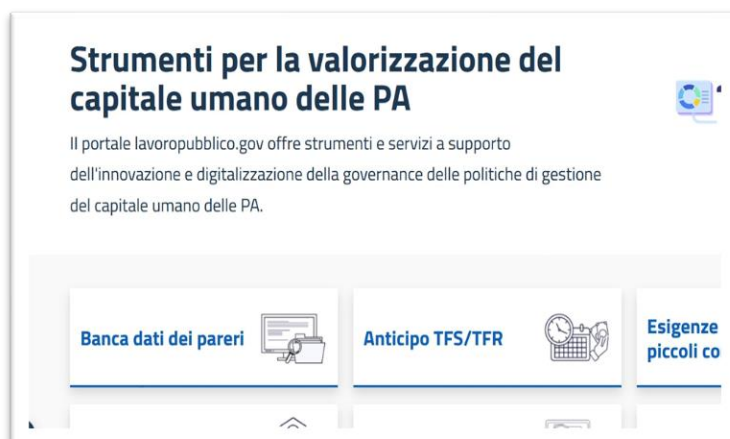 Strumenti per la valorizzazione del
capitale umano delle PA
Il portale lavoropubblico.gov offre strumenti e servizi a supporto
dell'innovazione e digitalizzazione della governance delle politiche di gestione
del capitale umano delle PA.
Banca dati dei pareri
Anticipo TFS/TFR
Esigenze
piccoli co